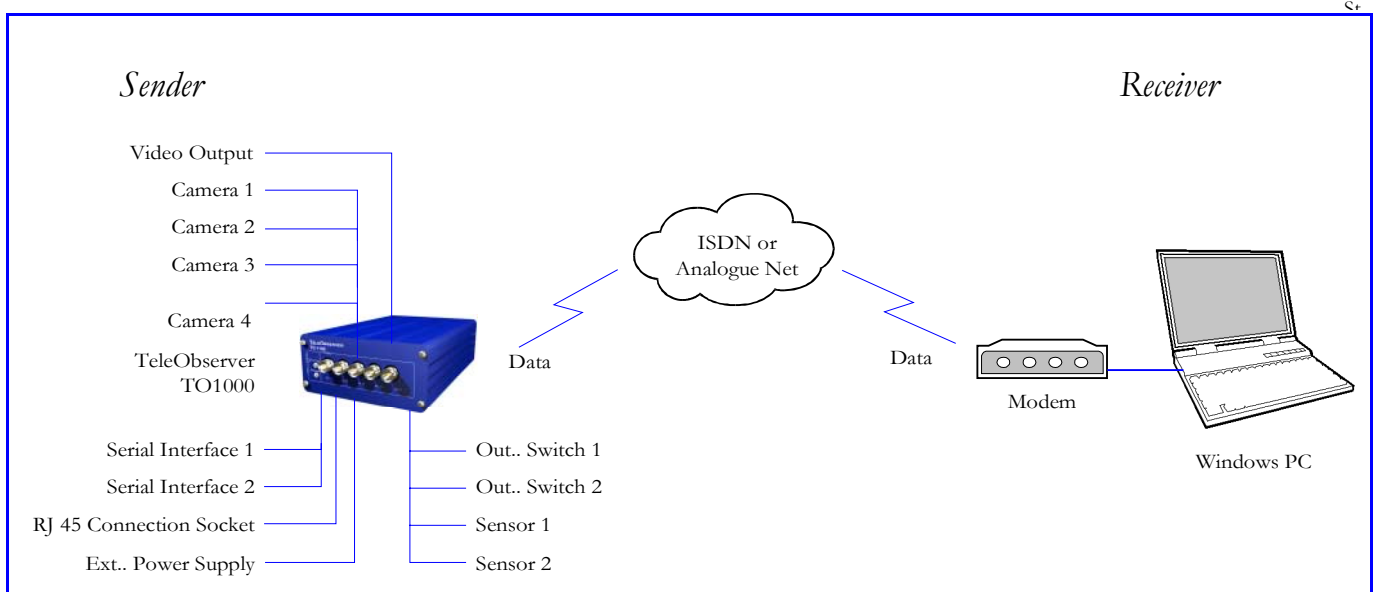 Sender
Receiver
Video Output
Camera 1
Camera 2
Camera 3
Camera 4
TeleObserver
TO1000
Serial Interface 1
Serial Interface 2
RJ 45 Connection Socket
Ext.. Power Supply
Data
ISDN or
Analogue Net
Data
Modem
Windows PC
Out.. Switch 1
Out.. Switch 2
Sensor 1
Sensor 2